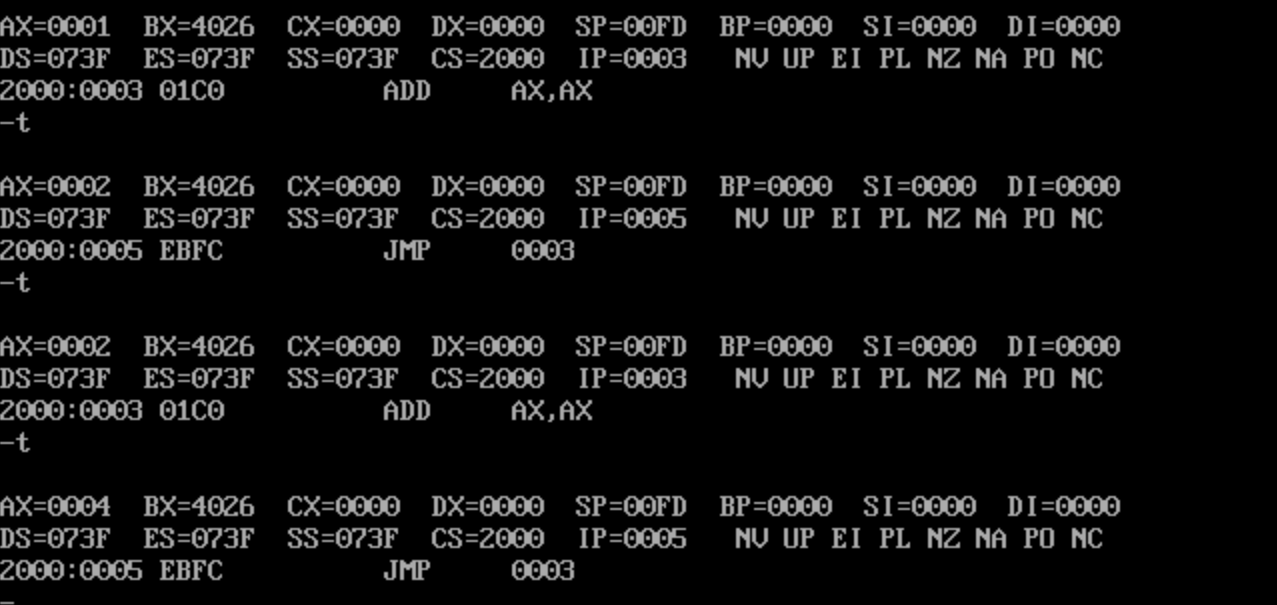 AX=0001  BX=4026  CX=0000  DX=0000  SP=00FD  BP=0000  SI=0000  DI=0000
DS=073F  ES=073F  SS=073F  CS=2000  IP=0003   NV UP EI PL NZ NA PO NC
2000:0003 01C0          ADD     AX,AX
-t
AX=0002  BX=4026  CX=0000  DX=0000  SP=00FD  BP=0000  SI=0000  DI=0000
DS=073F  ES=073F  SS=073F  CS=2000  IP=0005   NV UP EI PL NZ NA PO NC
2000:0005 EBFC          JMP     0003
-t
AX=0002  BX=4026  CX=0000  DX=0000  SP=00FD  BP=0000  SI=0000  DI=0000
DS=073F  ES=073F  SS=073F  CS=2000  IP=0003   NV UP EI PL NZ NA PO NC
2000:0003 01C0          ADD     AX,AX
-t
AX=0004  BX=4026  CX=0000  DX=0000  SP=00FD  BP=0000  SI=0000  DI=0000
DS=073F  ES=073F  SS=073F  CS=2000  IP=0005   NV UP EI PL NZ NA PO NC
2000:0005 EBFC          JMP     0003